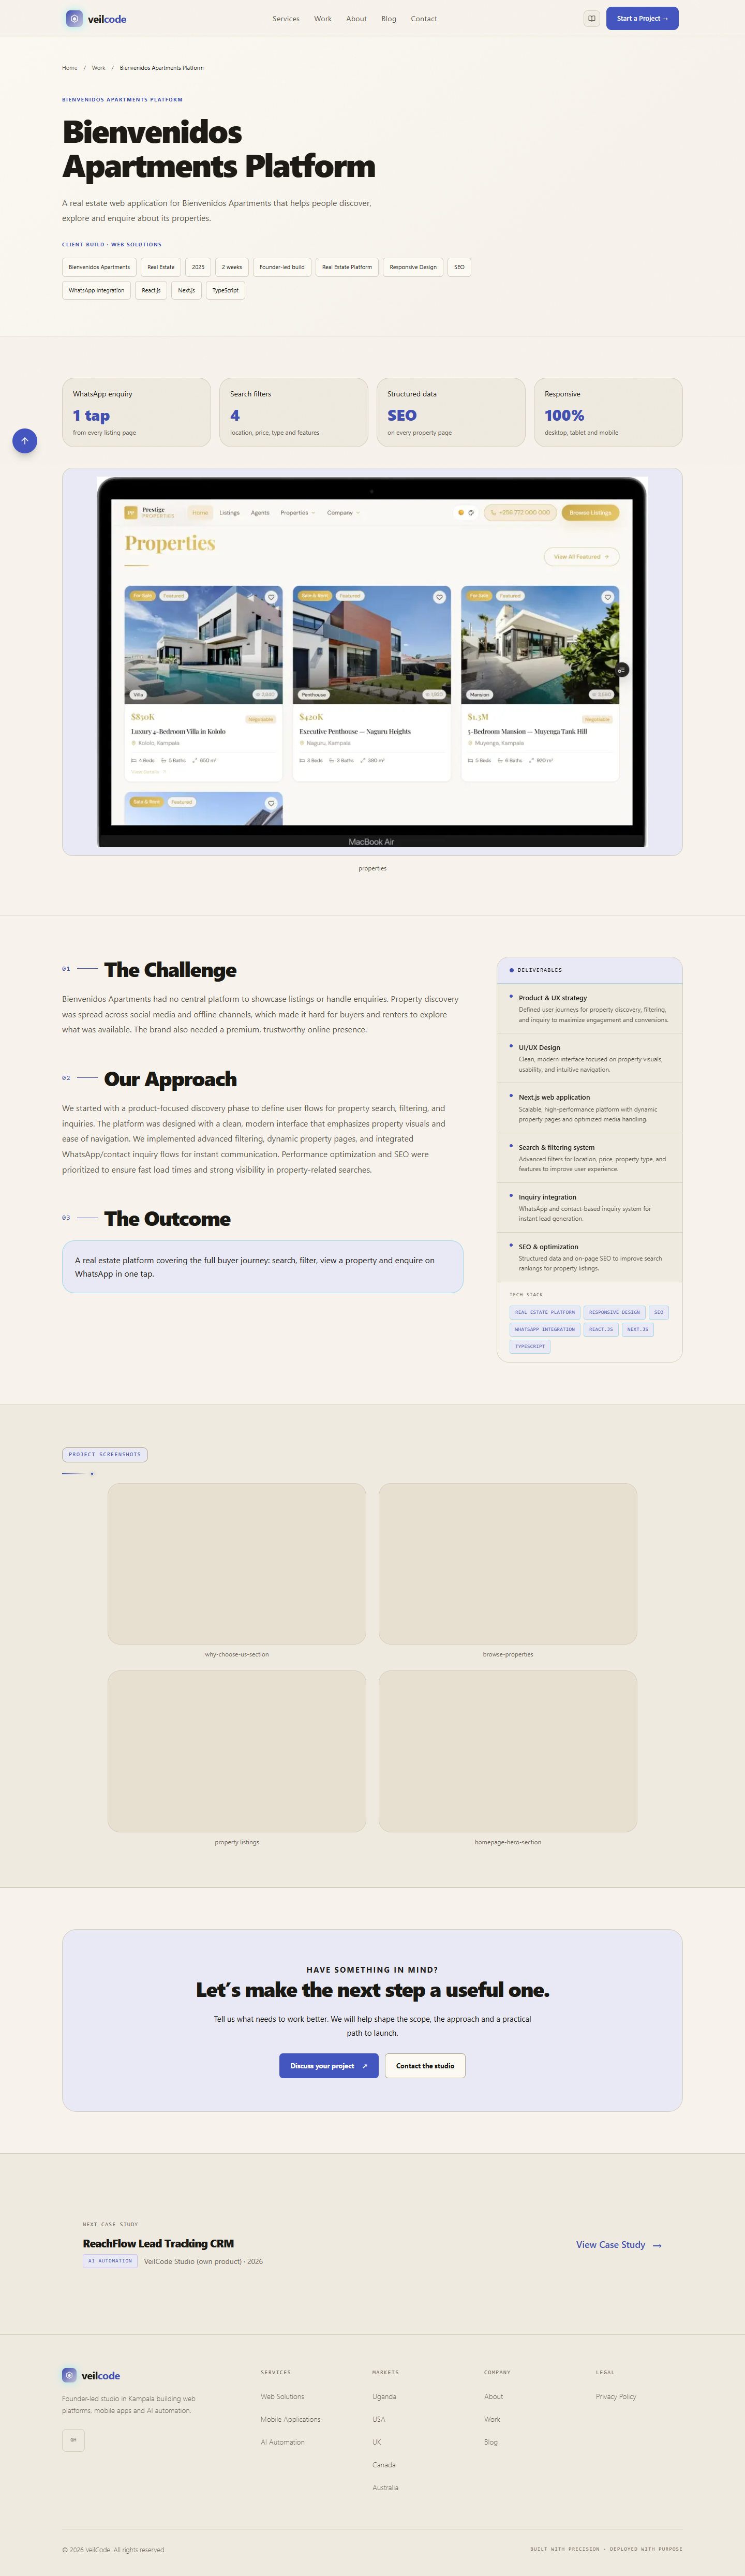 veilcode
Services Work About Blog Contact
Start a Project →
Home / Work / Bienvenidos Apartments Platform
BIENVENIDOS APARTMENTS PLATFORM
Bienvenidos
Apartments Platform
A real estate web application for Bienvenidos Apartments that helps people discover,
explore and enquire about its properties.
CLIENT BUILD · WEB SOLUTIONS
Bienvenidos Apartments Real Estate 2025 2 weeks Founder-led build Real Estate Platform Responsive Design SEO
WhatsApp Integration React.js Next.js TypeScript
WhatsApp enquiry
1 tap
from every listing page
Search filters
4
location, price, type and features
Structured data
SEO
on every property page
Responsive
100%
desktop, tablet and mobile
Prestige
PROPERTIES
Home Listings Agents Properties Company
+256 772 000 000
Browse Listings
Properties
View All Featured →
For Sale Featured
Villa
$850K
Negotiable
Luxury 4-Bedroom Villa in Kololo
Kololo, Kampala
4 Beds 5 Baths 650 m²
View Details
Sale & Rent Featured
Penthouse
$420K
Executive Penthouse — Naguru Heights
Naguru, Kampala
3 Beds 3 Baths 380 m²
For Sale Featured
Mansion
$1.3M
Negotiable
5-Bedroom Mansion — Muyenga Tank Hill
Muyenga, Kampala
5 Beds 6 Baths 920 m²
Sale & Rent Featured
MacBook Air
properties
01 The Challenge
Bienvenidos Apartments had no central platform to showcase listings or handle enquiries. Property discovery
was spread across social media and offline channels, which made it hard for buyers and renters to explore
what was available. The brand also needed a premium, trustworthy online presence.
02 Our Approach
We started with a product-focused discovery phase to define user flows for property search, filtering, and
inquiries. The platform was designed with a clean, modern interface that emphasizes property visuals and
ease of navigation. We implemented advanced filtering, dynamic property pages, and integrated
WhatsApp/contact inquiry flows for instant communication. Performance optimization and SEO were
prioritized to ensure fast load times and strong visibility in property-related searches.
03 The Outcome
A real estate platform covering the full buyer journey: search, filter, view a property and enquire on
WhatsApp in one tap.
DELIVERABLES
Product & UX strategy
Defined user journeys for property discovery, filtering,
and inquiry to maximize engagement and conversions.
UI/UX Design
Clean, modern interface focused on property visuals,
usability, and intuitive navigation.
Next.js web application
Scalable, high-performance platform with dynamic
property pages and optimized media handling.
Search & filtering system
Advanced filters for location, price, property type, and
features to improve user experience.
Inquiry integration
WhatsApp and contact-based inquiry system for
instant lead generation.
SEO & optimization
Structured data and on-page SEO to improve search
rankings for property listings.
TECH STACK
REAL ESTATE PLATFORM RESPONSIVE DESIGN SEO
WHATSAPP INTEGRATION REACT.JS NEXT.JS
TYPESCRIPT
PROJECT SCREENSHOTS
why-choose-us-section
browse-properties
property listings
homepage-hero-section
HAVE SOMETHING IN MIND?
Let's make the next step a useful one.
Tell us what needs to work better. We will help shape the scope, the approach and a practical
path to launch.
Discuss your project ↗
Contact the studio
NEXT CASE STUDY
ReachFlow Lead Tracking CRM
AI AUTOMATION VeilCode Studio (own product) · 2026
View Case Study →
veilcode
Founder-led studio in Kampala building web
platforms, mobile apps and AI automation.
GH
SERVICES
Web Solutions
Mobile Applications
AI Automation
MARKETS
Uganda
USA
UK
Canada
Australia
COMPANY
About
Work
Blog
LEGAL
Privacy Policy
© 2026 VeilCode. All rights reserved.
BUILT WITH PRECISION · DEPLOYED WITH PURPOSE